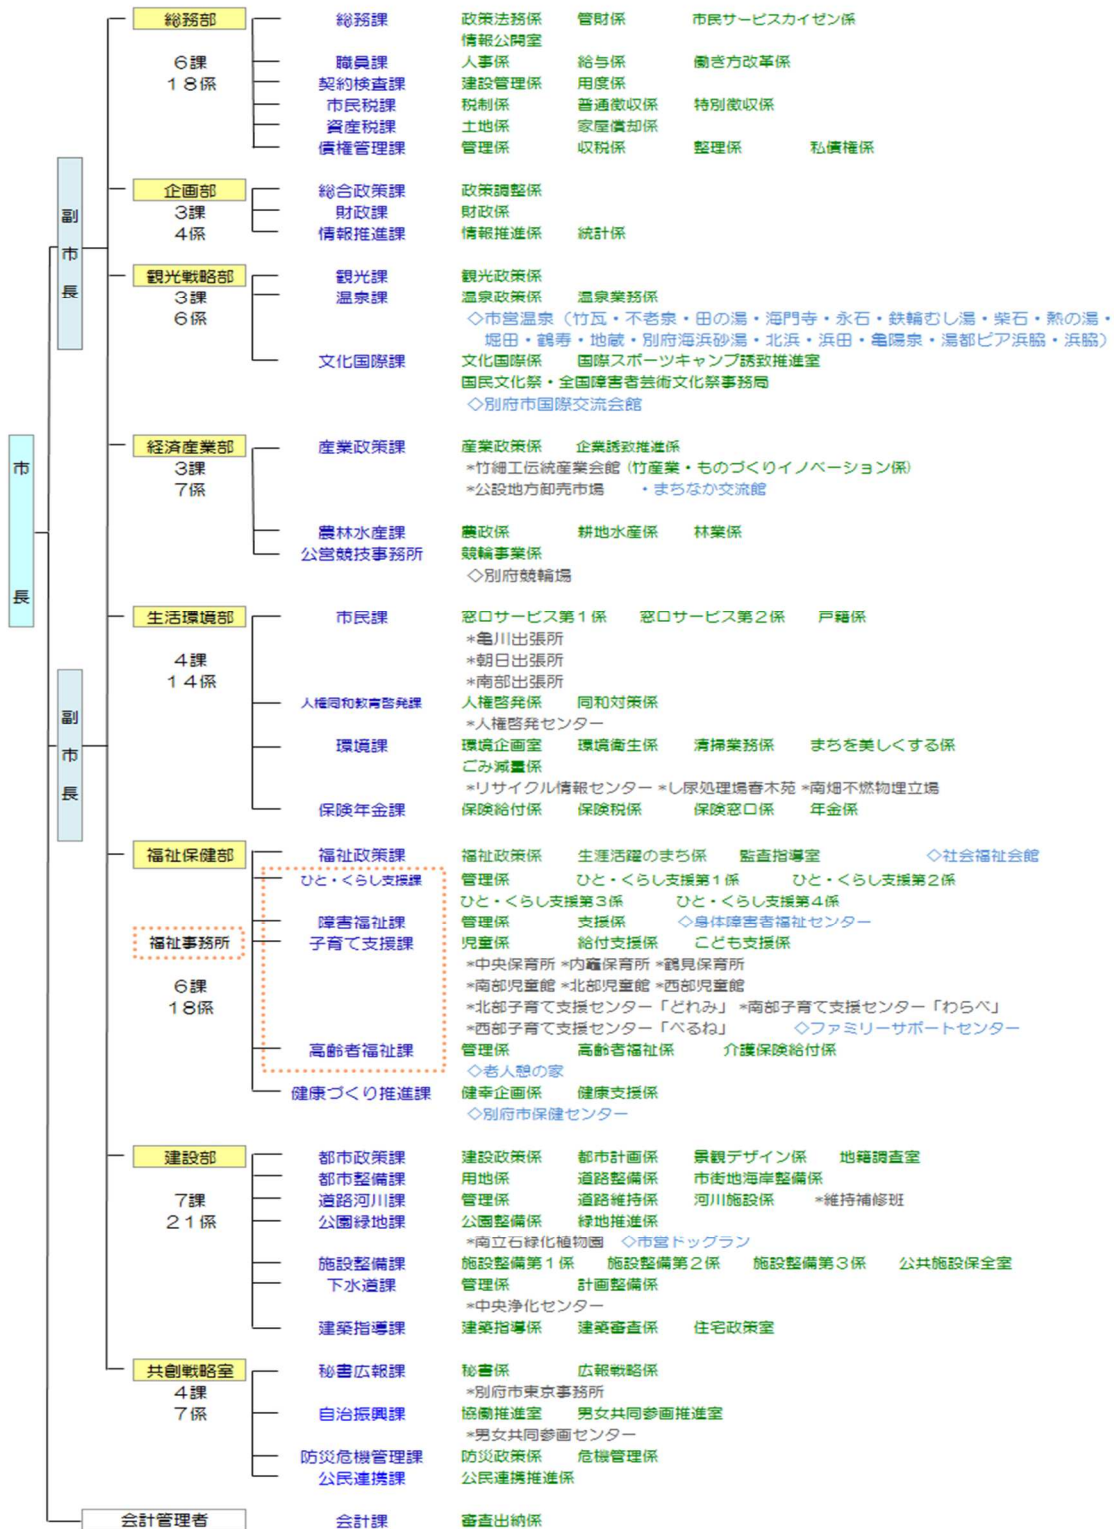 総務部 総務課 政策法務係 管財係 市民サービスカイゼン係
情報公開室
6課 職員課 人事係 給与係 働き方改革係
18係 契約検査課 建設管理係 用度係
市民税課 税制係 普通徴収係 特別徴収係
資産税課 土地係 家屋償却係
債権管理課 管理係 収税係 整理係 私債権係
副市長
企画部 総合政策課 政策調整係
3課 財政課 財政係
4係 情報推進課 情報推進係 統計係
観光戦略部 観光課 観光政策係
3課 温泉課 温泉政策係 温泉業務係
6係 ◇市営温泉（竹瓦・不老泉・田の湯・海門寺・永石・鉄輪むし湯・柴石・熱の湯・
堀田・鶴寿・地蔵・別府海浜砂湯・北浜・浜田・亀陽泉・湯都ピア浜脇・浜脇）
文化国際課 文化国際係 国際スポーツキャンプ誘致推進室
国民文化祭・全国障害者芸術文化祭事務局
◇別府市国際交流会館
市長
経済産業部 産業政策課 産業政策係 企業誘致推進係
3課 *竹細工伝統産業会館 (竹産業・ものづくりイノベーション係)
7係 *公設地方卸売市場 ・まちなか交流館
農林水産課 農政係 耕地水産係 林業係
公営競技事務所 競輪事業係
◇別府競輪場
生活環境部 市民課 窓口サービス第1係 窓口サービス第2係 戸籍係
*亀川出張所
4課 *朝日出張所
14係 *南部出張所
人権同和教育啓発課 人権啓発係 同和対策係
*人権啓発センター
副市長
環境課 環境企画室 環境衛生係 清掃業務係 まちを美しくする係
ごみ減量係
*リサイクル情報センター *し尿処理場春木苑 *南畑不燃物埋立場
保険年金課 保険給付係 保険税係 保険窓口係 年金係
福祉保健部 福祉政策課 福祉政策係 生涯活躍のまち係 監査指導室 ◇社会福祉会館
ひと・くらし支援課 管理係 ひと・くらし支援第1係 ひと・くらし支援第2係
ひと・くらし支援第3係 ひと・くらし支援第4係
障害福祉課 管理係 支援係 ◇身体障害者福祉センター
福祉事務所 子育て支援課 児童係 給付支援係 こども支援係
*中央保育所 *内竈保育所 *鶴見保育所
6課 *南部児童館 *北部児童館 *西部児童館
18係 *北部子育て支援センター「どれみ」 *南部子育て支援センター「わらべ」
*西部子育て支援センター「べるね」 ◇ファミリーサポートセンター
高齢者福祉課 管理係 高齢者福祉係 介護保険給付係
◇老人憩の家
健康づくり推進課 健幸企画係 健康支援係
◇別府市保健センター
建設部 都市政策課 建設政策係 都市計画係 景観デザイン係 地籍調査室
都市整備課 用地係 道路整備係 市街地海岸整備係
7課 道路河川課 管理係 道路維持係 河川施設係 *維持補修班
21係 公園緑地課 公園整備係 緑地推進係
*南立石緑化植物園 ◇市営ドッグラン
施設整備課 施設整備第1係 施設整備第2係 施設整備第3係 公共施設保全室
下水道課 管理係 計画整備係
*中央浄化センター
建築指導課 建築指導係 建築審査係 住宅政策室
共創戦略室 秘書広報課 秘書係 広報戦略係
4課 *別府市東京事務所
7係 自治振興課 協働推進室 男女共同参画推進室
*男女共同参画センター
防災危機管理課 防災政策係 危機管理係
公民連携課 公民連携推進係
会計管理者 会計課 審査出納係